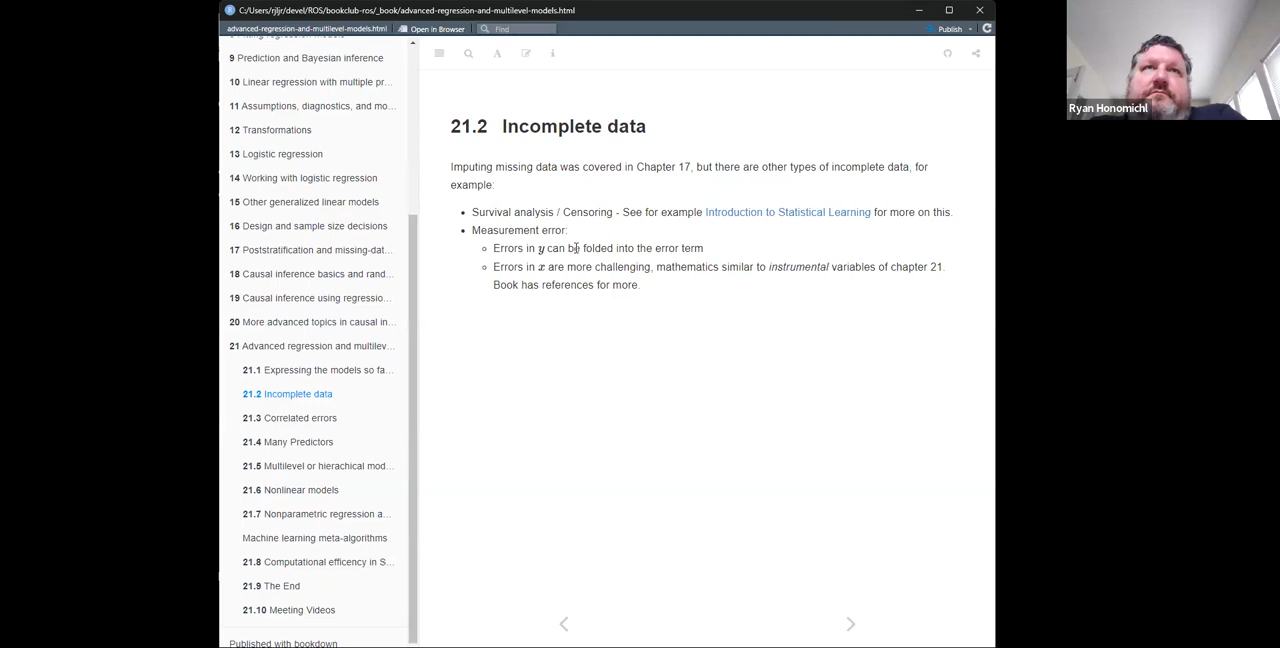 C:/Users/rjljr/devel/ROS/bookclub-ros/_book/advanced-regression-and-multilevel-models.html
advanced-regression-and-multilevel-models.html Open in Browser Find Publish
9 Prediction and Bayesian inference
10 Linear regression with multiple pr...
11 Assumptions, diagnostics, and mo...
12 Transformations
13 Logistic regression
14 Working with logistic regression
15 Other generalized linear models
16 Design and sample size decisions
17 Poststratification and missing-dat...
18 Causal inference basics and rand...
19 Causal inference using regressio...
20 More advanced topics in causal in...
21 Advanced regression and multilev...
21.1 Expressing the models so fa...
21.2 Incomplete data
21.3 Correlated errors
21.4 Many Predictors
21.5 Multilevel or hierachical mod...
21.6 Nonlinear models
21.7 Nonparametric regression a...
Machine learning meta-algorithms
21.8 Computational efficency in S...
21.9 The End
21.10 Meeting Videos
Published with bookdown
21.2 Incomplete data
Imputing missing data was covered in Chapter 17, but there are other types of incomplete data, for
example:
• Survival analysis / Censoring - See for example Introduction to Statistical Learning for more on this.
• Measurement error:
○ Errors in y can be folded into the error term
○ Errors in x are more challenging, mathematics similar to instrumental variables of chapter 21.
Book has references for more.
Ryan Honomichl